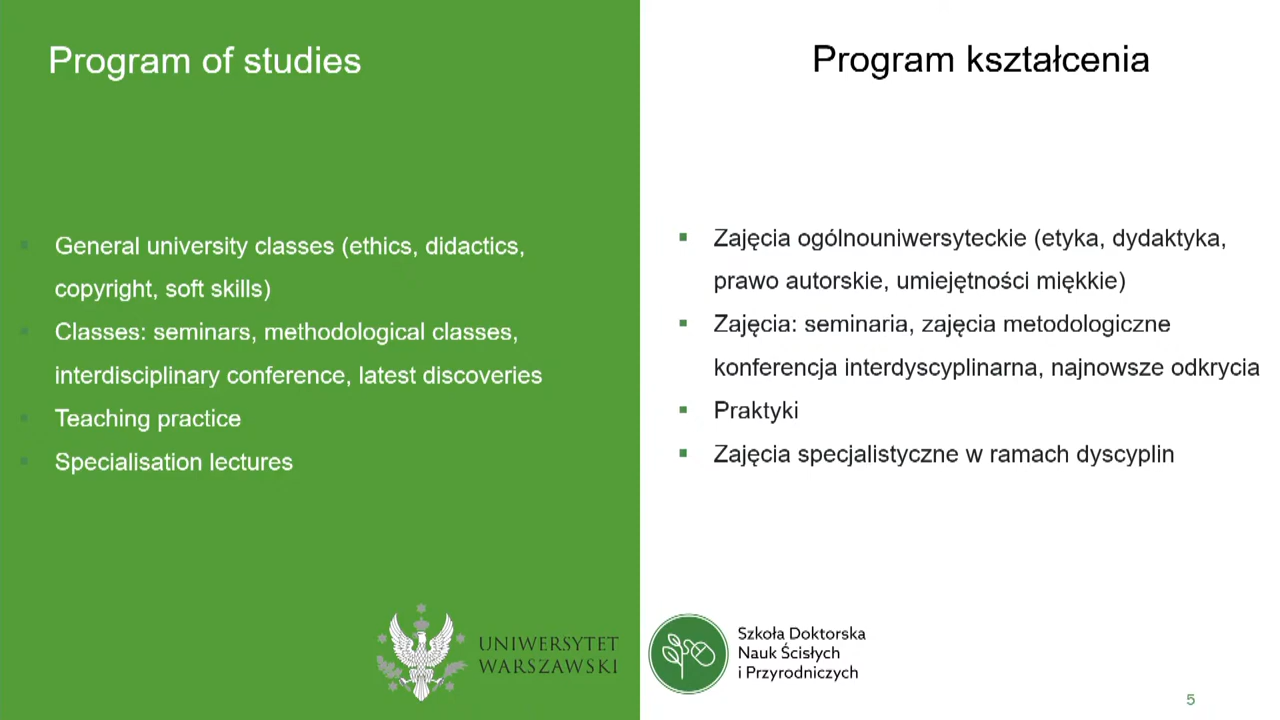 Program of studies
General university classes (ethics, didactics,
copyright, soft skills)
Classes: seminars, methodological classes,
interdisciplinary conference, latest discoveries
Teaching practice
Specialisation lectures
UNIWERSYTET
WARSZAWSKI
Program kształcenia
Zajęcia ogólnouniwersyteckie (etyka, dydaktyka,
prawo autorskie, umiejętności miękkie)
Zajęcia: seminaria, zajęcia metodologiczne
konferencja interdyscyplinarna, najnowsze odkrycia
Praktyki
Zajęcia specjalistyczne w ramach dyscyplin
Szkoła Doktorska
Nauk Ścisłych
i Przyrodniczych
5